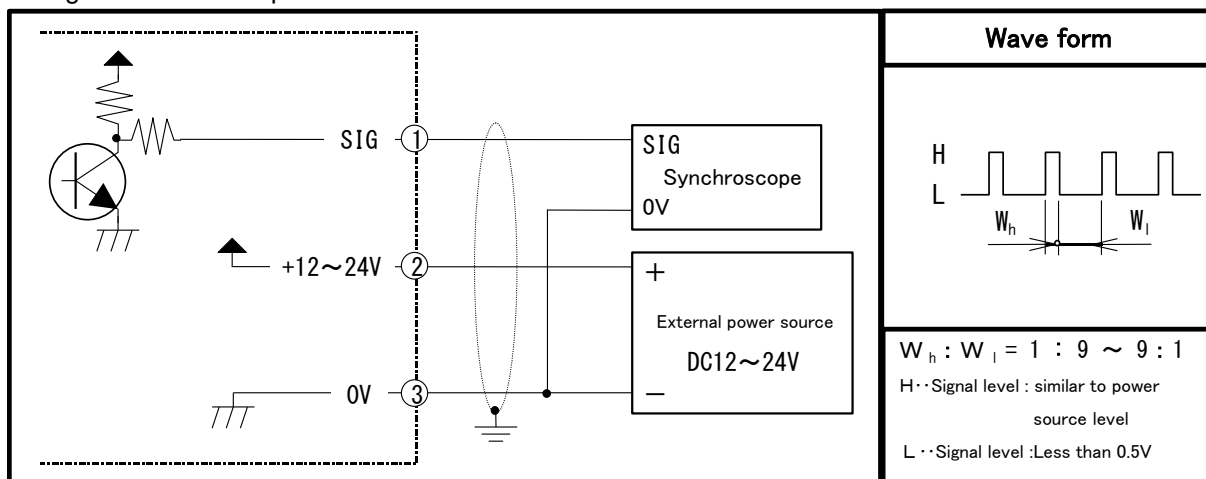 SIG
1
+12～24V
2
0V
3
SIG
Synchroscope
0V
+
External power source
DC12～24V
−
Wave form
H
L
Wh
Wl
Wh : Wl = 1 : 9 ～ 9 : 1
H‥Signal level : similar to power
source level
L ‥Signal level :Less than 0.5V